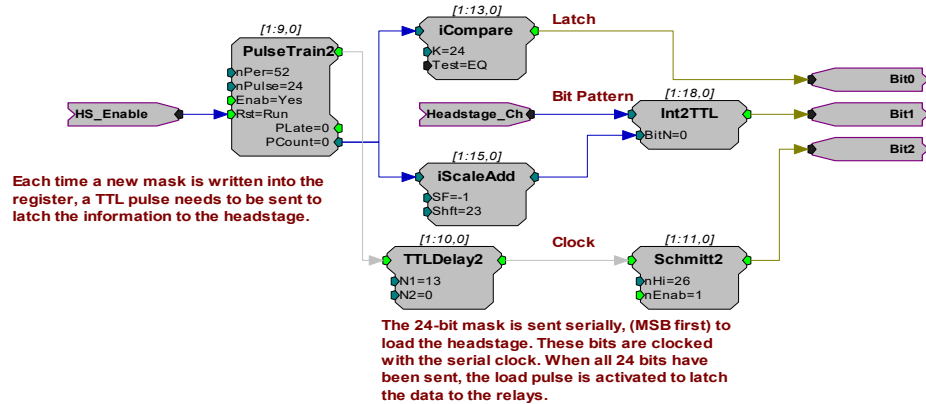 [1:9,0]
PulseTrain2
nPer=52
nPulse=24
Enab=Yes
Rst=Run
PLate=0
PCount=0
HS_Enable
[1:13,0]
iCompare
K=24
Test=EQ
Latch
Bit0
Headstage_Ch
Bit Pattern
[1:18,0]
Int2TTL
BitN=0
Bit1
Bit2
[1:15,0]
iScaleAdd
SF=-1
Shft=23
Each time a new mask is written into the
register, a TTL pulse needs to be sent to
latch the information to the headstage.
[1:10,0]
TTLDelay2
N1=13
N2=0
Clock
[1:11,0]
Schmitt2
nHi=26
nEnab=1
The 24-bit mask is sent serially, (MSB first) to
load the headstage. These bits are clocked
with the serial clock. When all 24 bits have
been sent, the load pulse is activated to latch
the data to the relays.